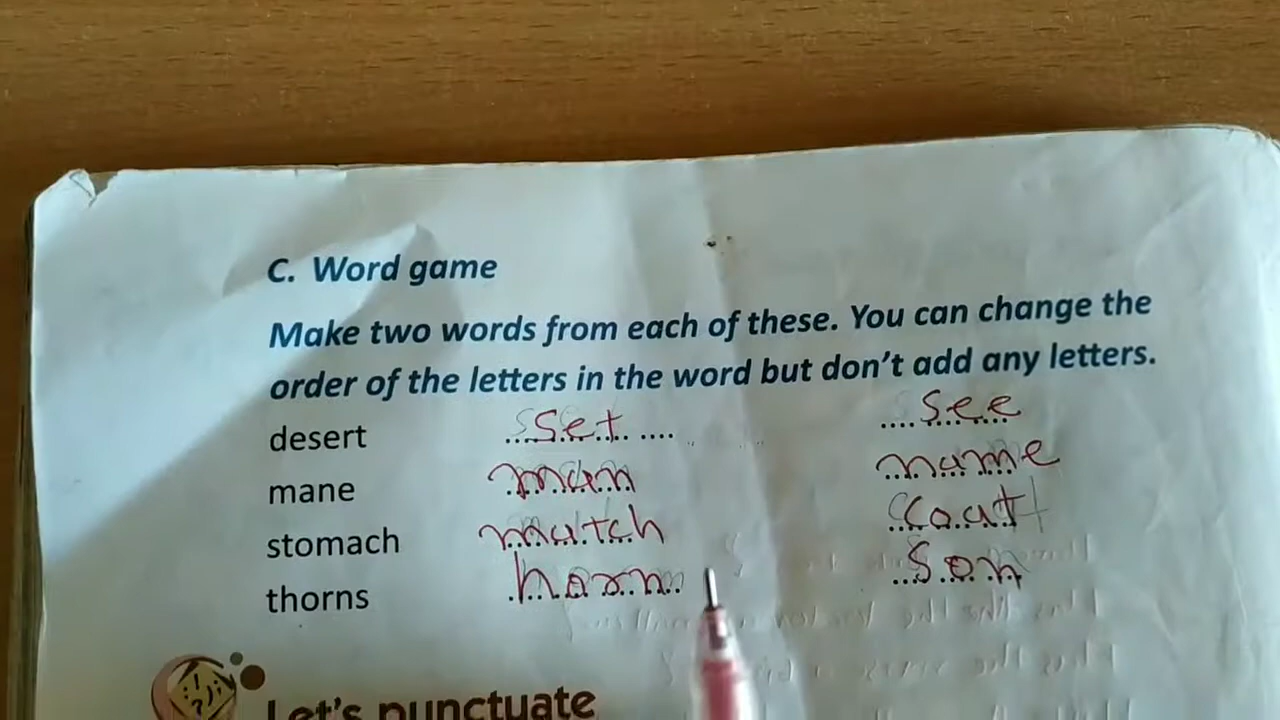 C. Word game
Make two words from each of these. You can change the
order of the letters in the word but don't add any letters.
desert ...set... .... ....see....
mane man name
stomach match coat
thorns horn son
Let's punctuate